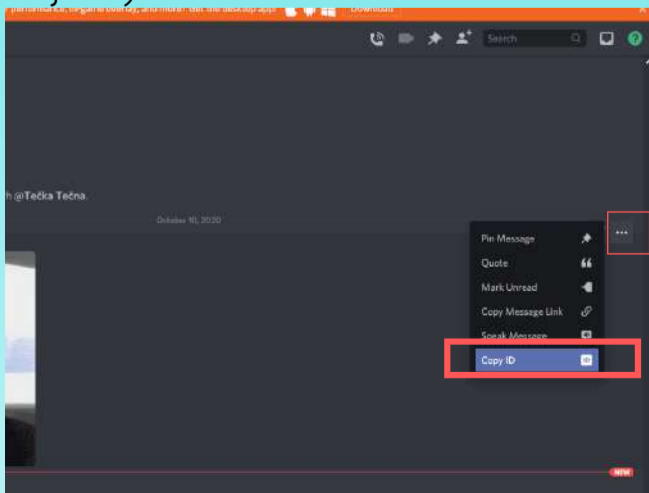 performance, in-game overlay, and more? Get the desktop app!
Download
Search
h @Tečka Tečna.
October 10, 2020
Pin Message
Quote
Mark Unread
Copy Message Link
Speak Message
Copy ID
ID
NEW